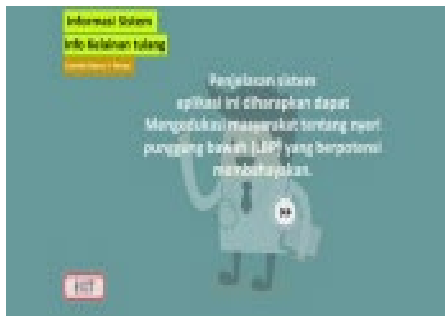 Informasi Sistem
Info Kelainan tulang
Penjelasan sistem
aplikasi ini diharapkan dapat
Mengedukasi masyarakat tentang nyeri
punggung bawah (LBP) yang berpotensi
membahayakan.